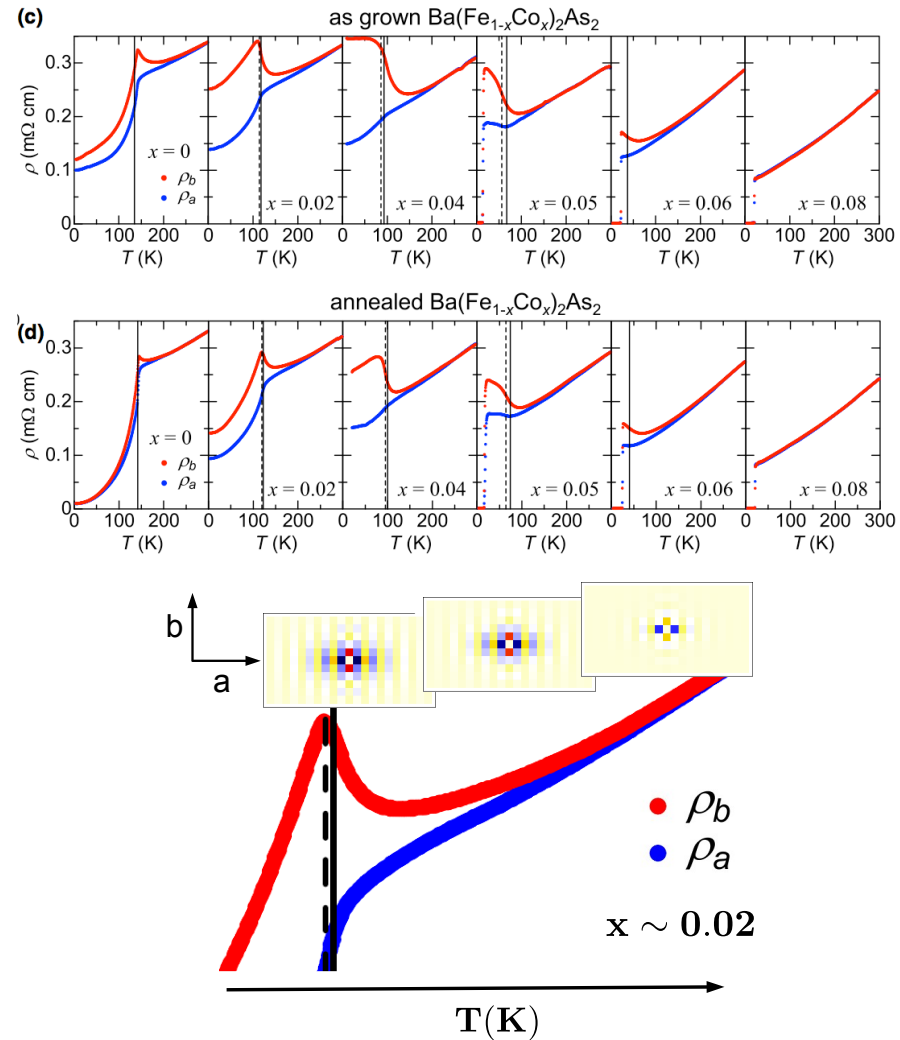 (c) as grown Ba(Fe1-xCox)2As2
ρ (mΩ cm)
0.3
0.2
0.1
0
x = 0
ρb
ρa
x = 0.02
x = 0.04
x = 0.05
x = 0.06
x = 0.08
0 100 200 0 100 200 0 100 200 0 100 200 0 100 200 0 100 200 300
T (K) T (K) T (K) T (K) T (K) T (K)
(d) annealed Ba(Fe1-xCox)2As2
ρ (mΩ cm)
0.3
0.2
0.1
0
x = 0
ρb
ρa
x = 0.02
x = 0.04
x = 0.05
x = 0.06
x = 0.08
0 100 200 0 100 200 0 100 200 0 100 200 0 100 200 0 100 200 300
T (K) T (K) T (K) T (K) T (K) T (K)
b
a
ρb
ρa
x ∼ 0.02
T(K)